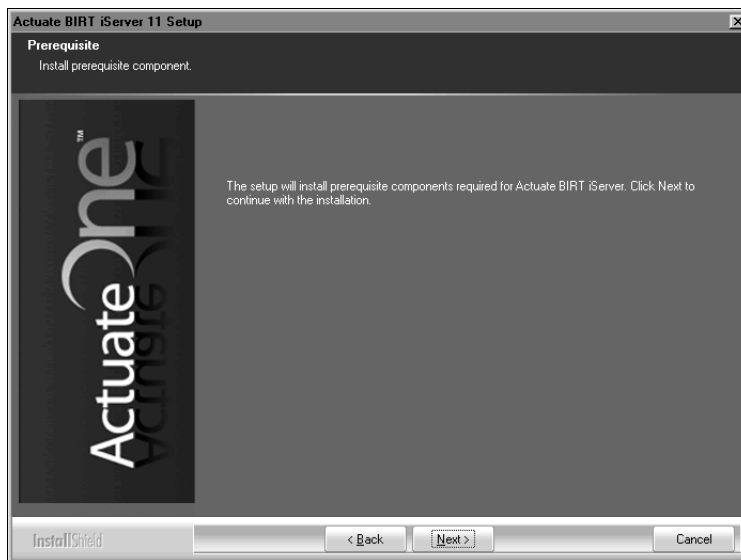 Actuate BIRT iServer 11 Setup
Prerequisite
Install prerequisite component.
ActuateOne™
The setup will install prerequisite components required for Actuate BIRT iServer. Click Next to
continue with the installation.
InstallShield
< Back
Next >
Cancel